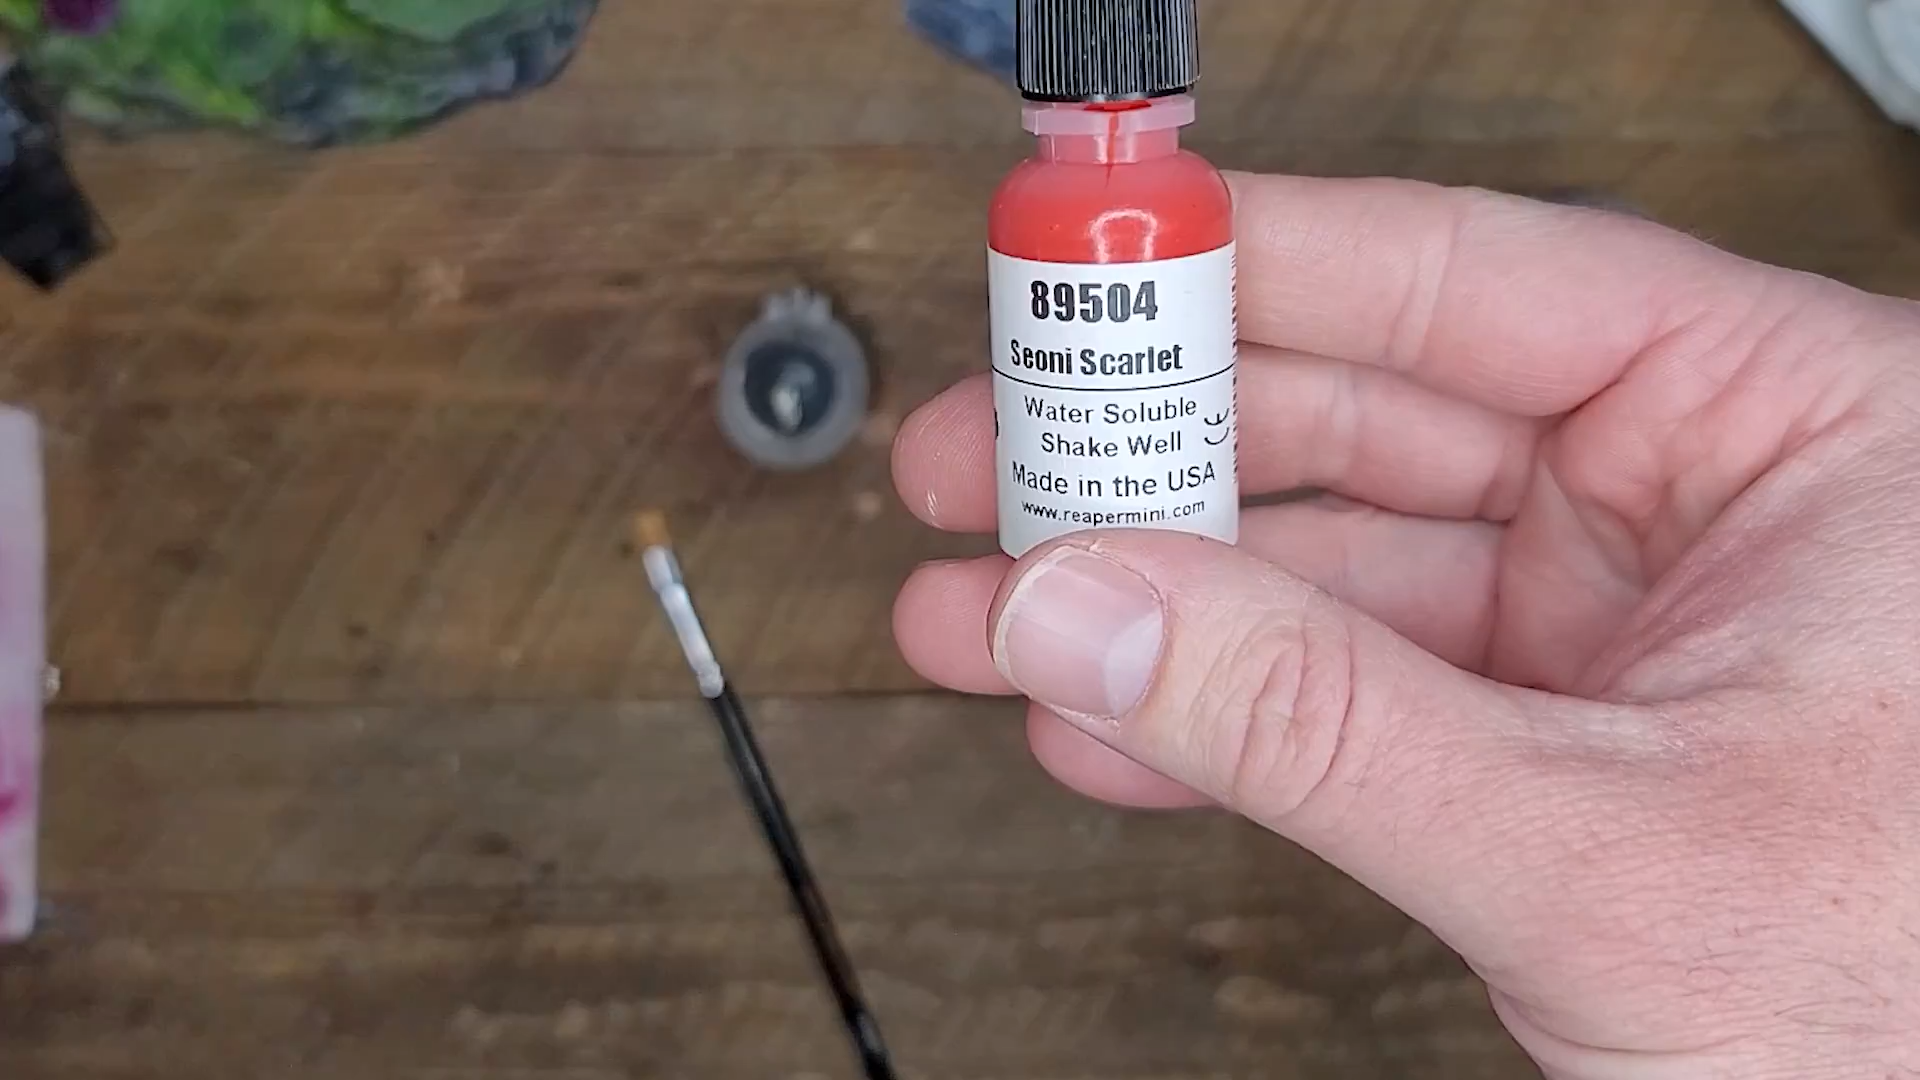 89504
Seoni Scarlet
Water Soluble
Shake Well
Made in the USA
www.reapermini.com